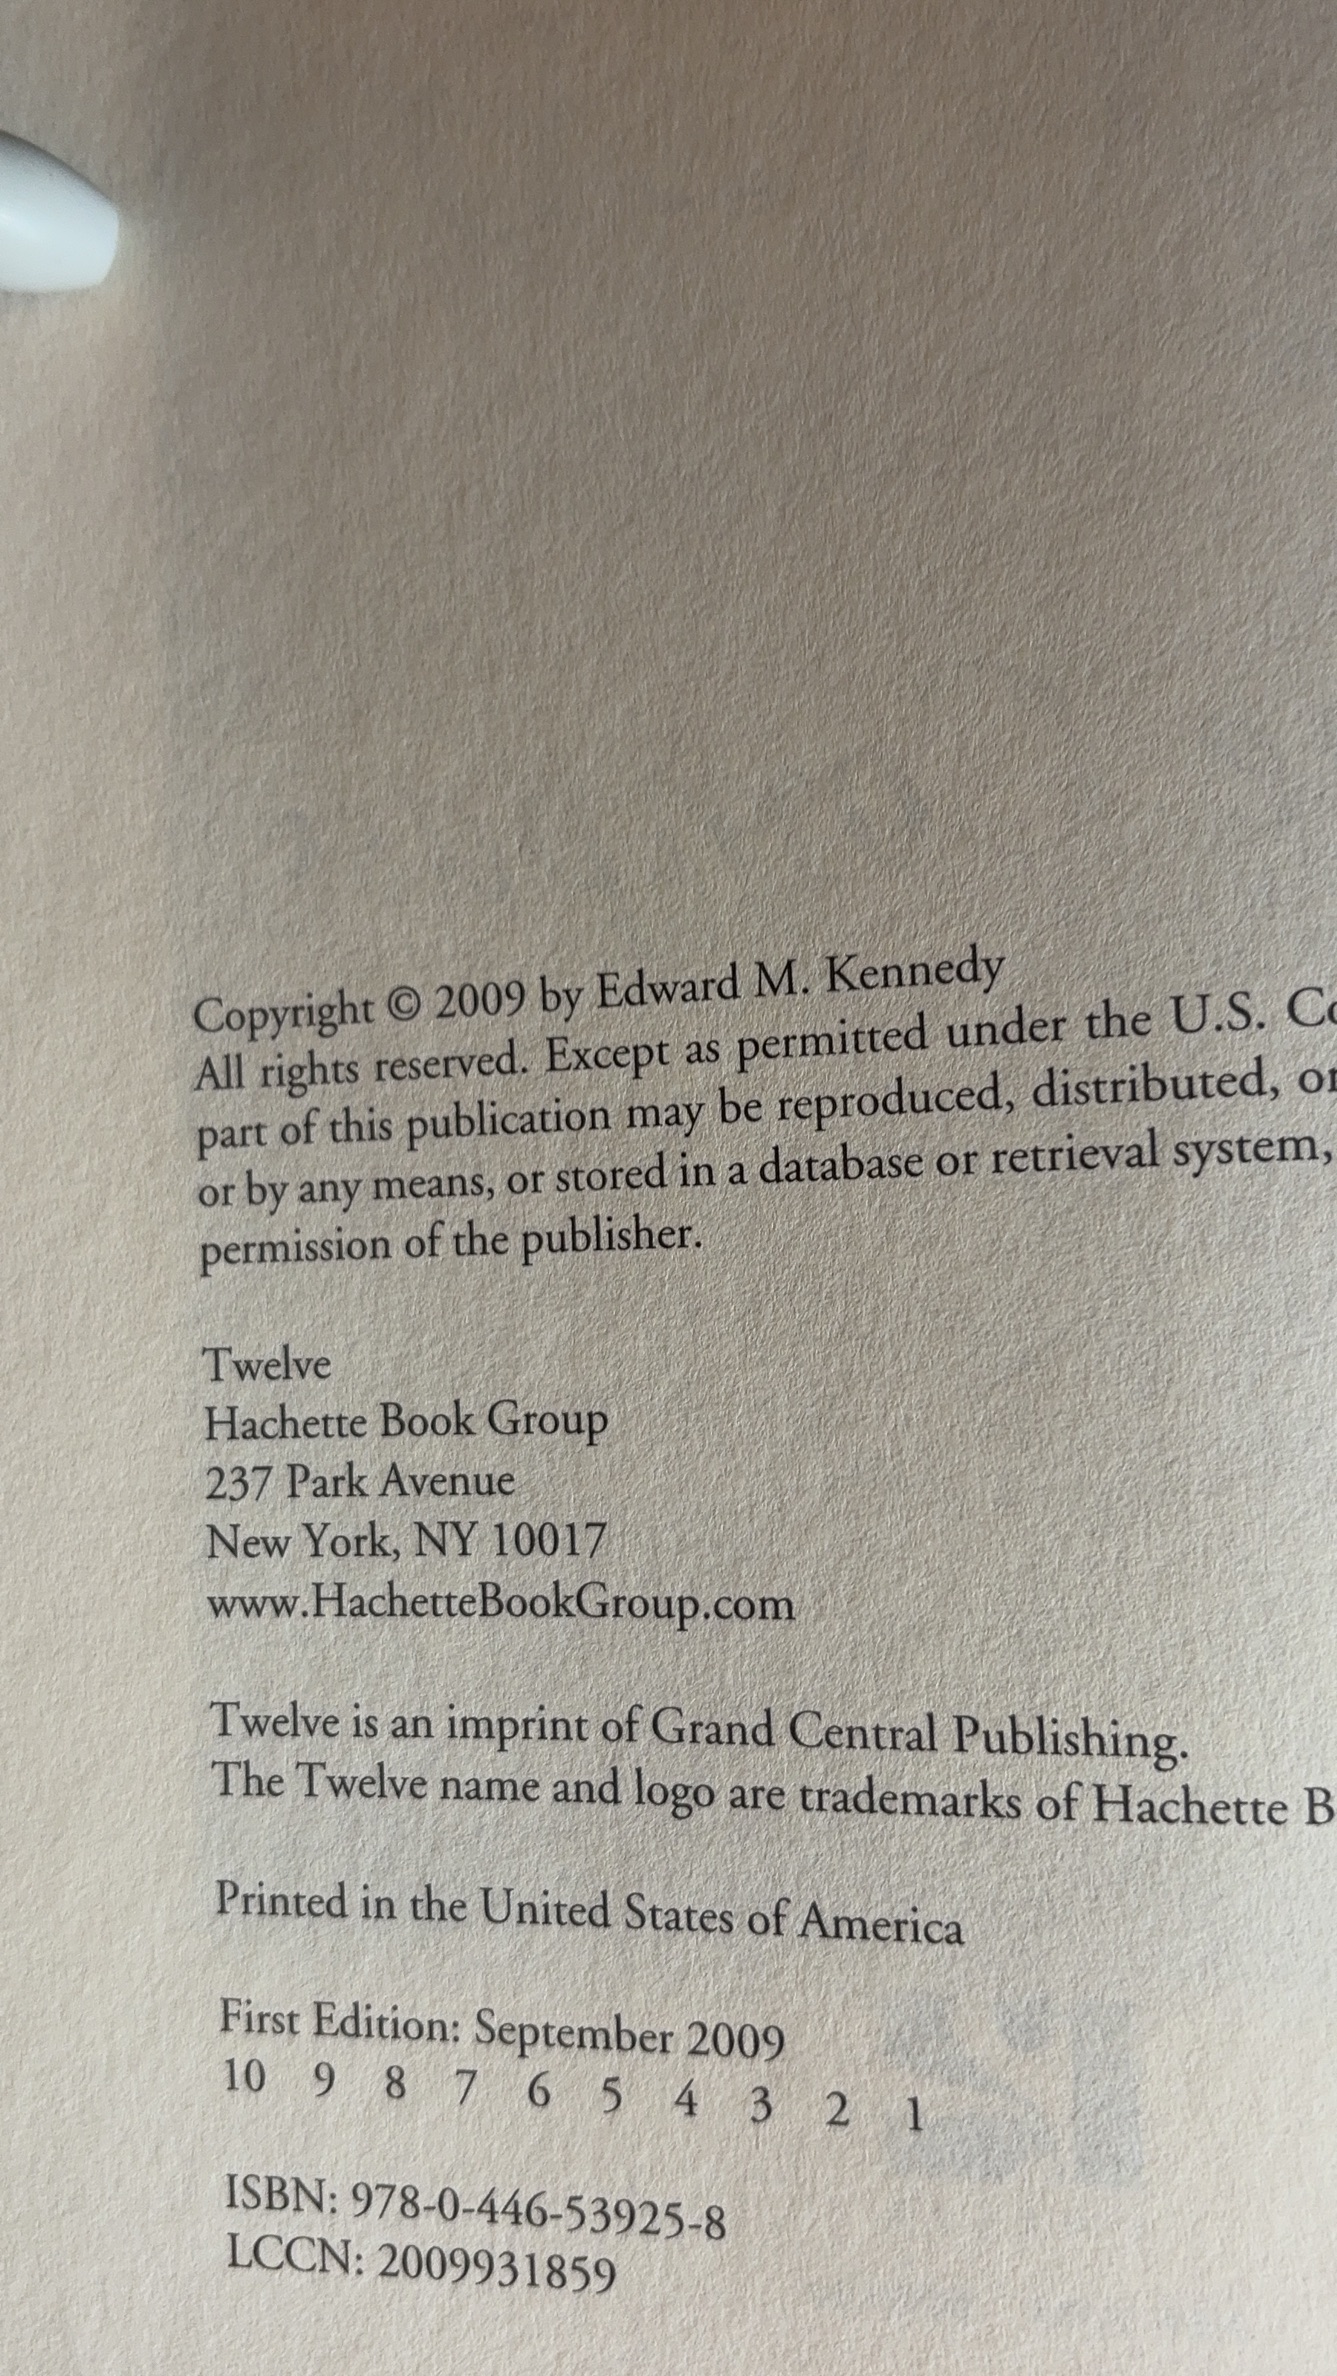 Copyright © 2009 by Edward M. Kennedy
All rights reserved. Except as permitted under the U.S.
part of this publication may be reproduced, distributed, or
or by any means, or stored in a database or retrieval system,
permission of the publisher.
Twelve
Hachette Book Group
237 Park Avenue
New York, NY 10017
www.HachetteBookGroup.com
Twelve is an imprint of Grand Central Publishing.
The Twelve name and logo are trademarks of Hachette
Printed in the United States of America
First Edition: September 2009
10 9 8 7 6 5 4 3 2 1
ISBN: 978-0-446-53925-8
LCCN: 2009931859